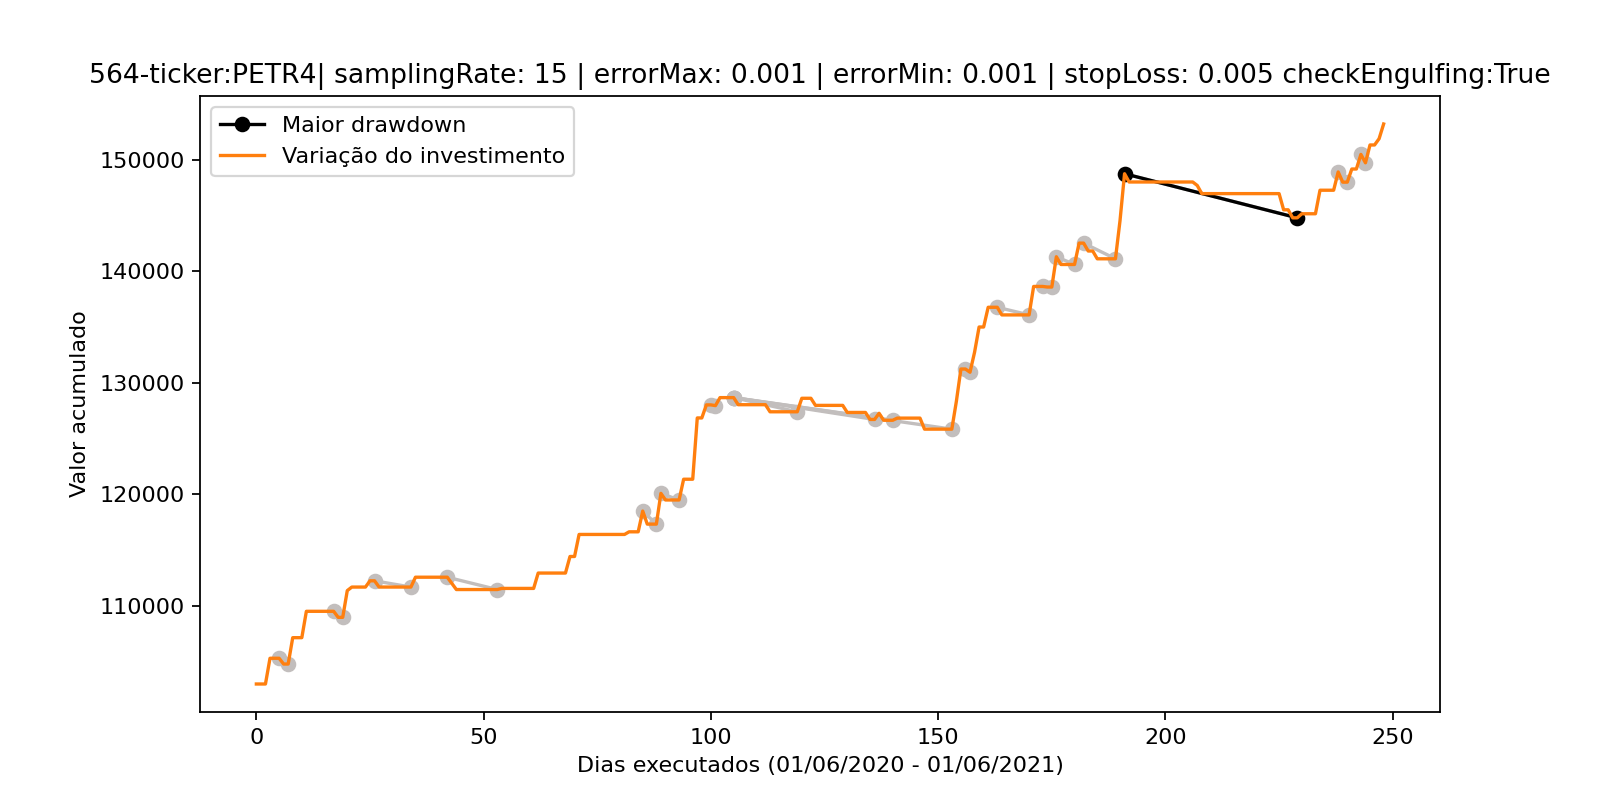 564-ticker:PETR4| samplingRate: 15 | errorMax: 0.001 | errorMin: 0.001 | stopLoss: 0.005 checkEngulfing:True
Maior drawdown
Variação do investimento
150000
140000
130000
120000
110000
Valor acumulado
0 50 100 150 200 250
Dias executados (01/06/2020 - 01/06/2021)